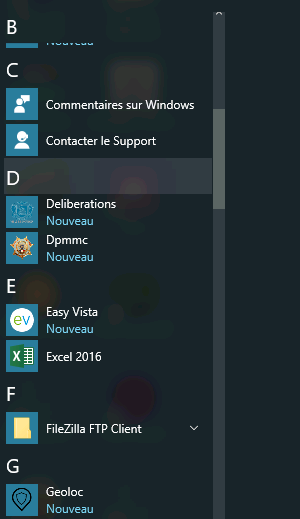 B
Nouveau
C
Commentaires sur Windows
Contacter le Support
D
Deliberations
Nouveau
Dpmmc
Nouveau
E
ev
Easy Vista
Nouveau
Excel 2016
F
FileZilla FTP Client
G
Geoloc
Nouveau